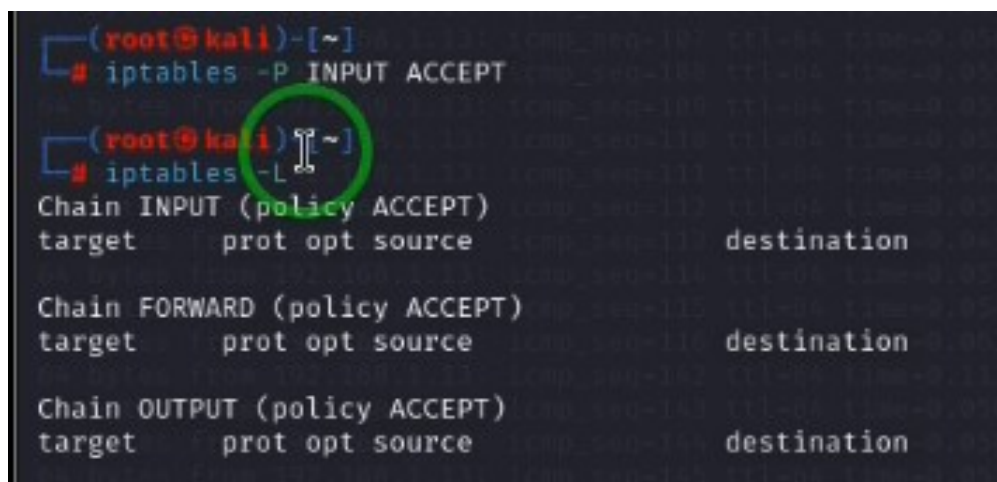 (root㉿kali)-[~]
# iptables -P INPUT ACCEPT
(root㉿kali)-[~]
# iptables -L
Chain INPUT (policy ACCEPT)
target prot opt source destination
Chain FORWARD (policy ACCEPT)
target prot opt source destination
Chain OUTPUT (policy ACCEPT)
target prot opt source destination